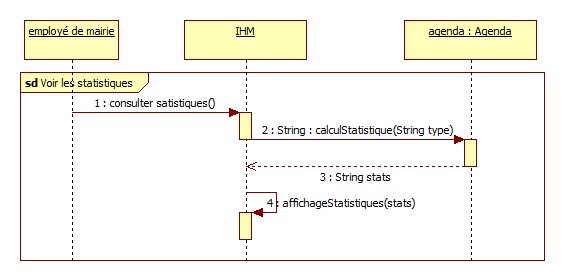 employé de mairie
IHM
agenda : Agenda
sd Voir les statistiques
1 : consulter satistiques()
2 : String : calculStatistique(String type)
3 : String stats
4 : affichageStatistiques(stats)